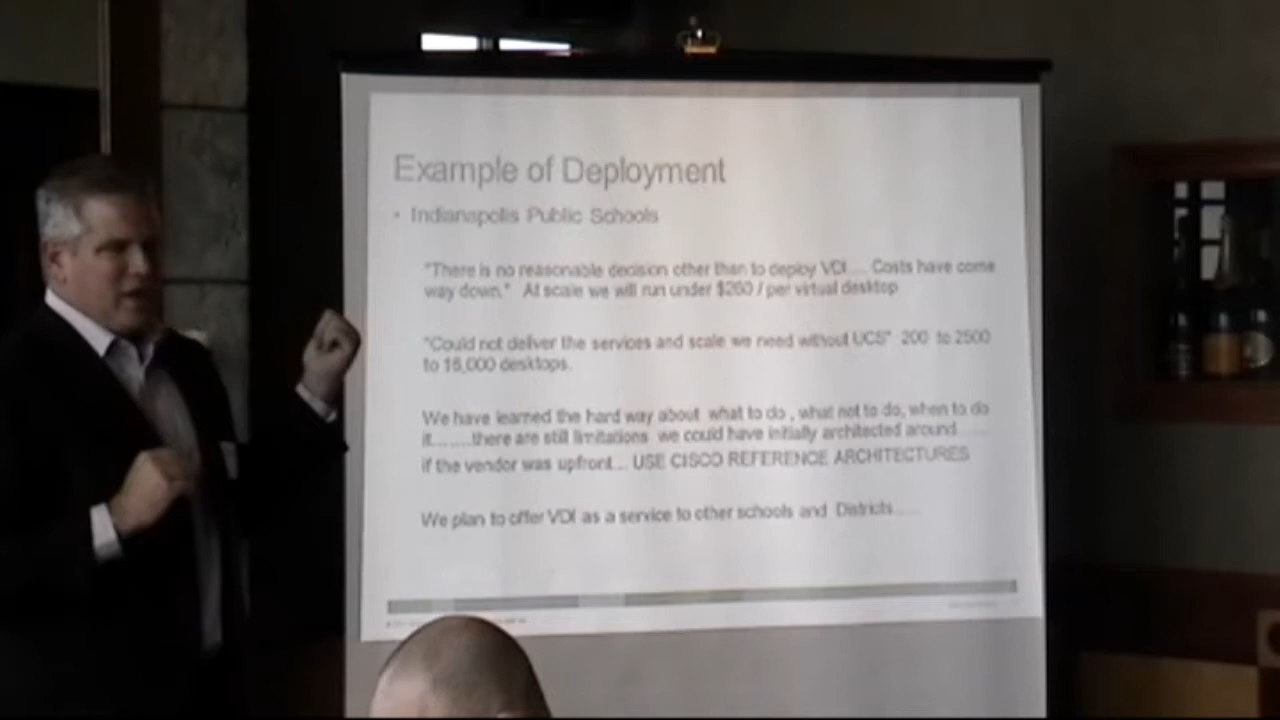 Example of Deployment
• Indianapolis Public Schools
"There is no reasonable decision other than to deploy VDI.... Costs have come
way down." At scale we will run under $260 / per virtual desktop
"Could not deliver the services and scale we need without UCS" 200 to 2500
to 16,000 desktops.
We have learned the hard way about what to do , what not to do, when to do
it.......there are still limitations we could have initially architected around......
if the vendor was upfront... USE CISCO REFERENCE ARCHITECTURES
We plan to offer VDI as a service to other schools and Districts.....